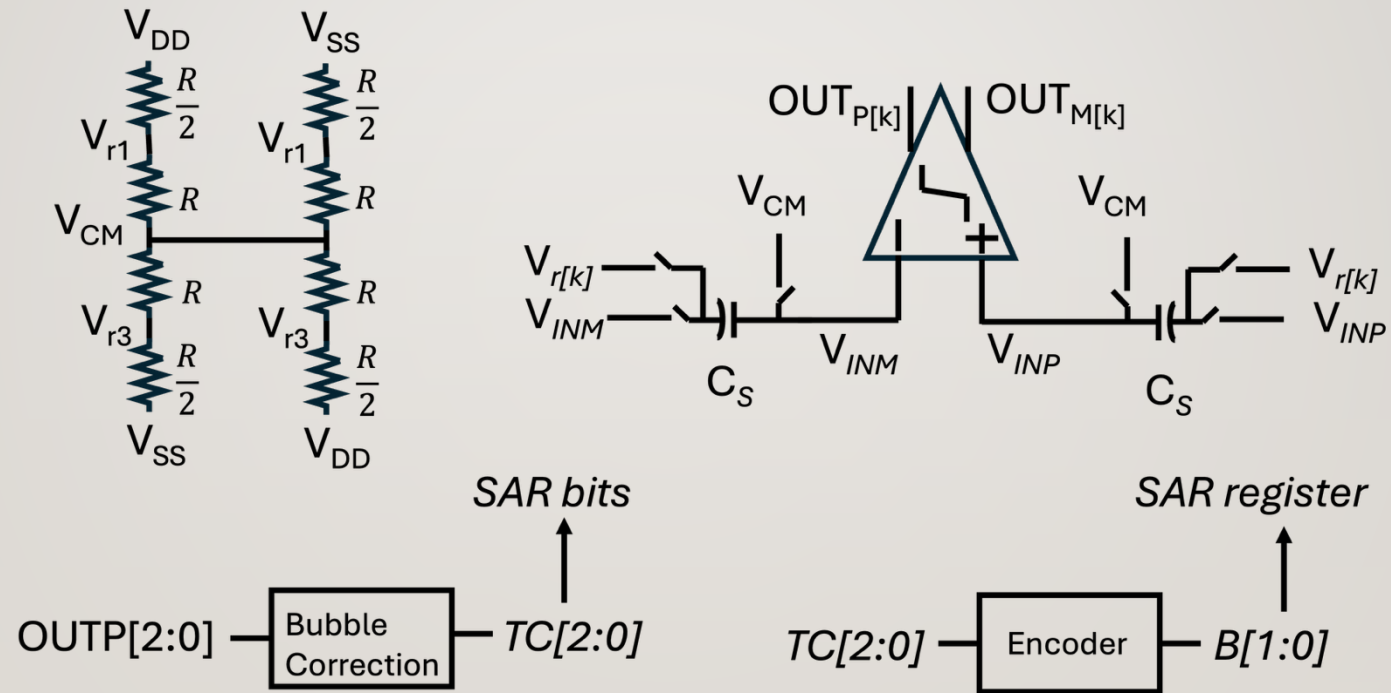 V_DD
V_SS
R/2
R/2
V_r1
V_r1
R
R
V_CM
R
R
V_r3
V_r3
R/2
R/2
V_SS
V_DD
OUT_P[k]
OUT_M[k]
V_CM
V_CM
− +
V_r[k]
V_r[k]
V_INM
V_INP
V_INM
V_INP
C_S
C_S
SAR bits
SAR register
OUTP[2:0]
Bubble
Correction
TC[2:0]
TC[2:0]
Encoder
B[1:0]